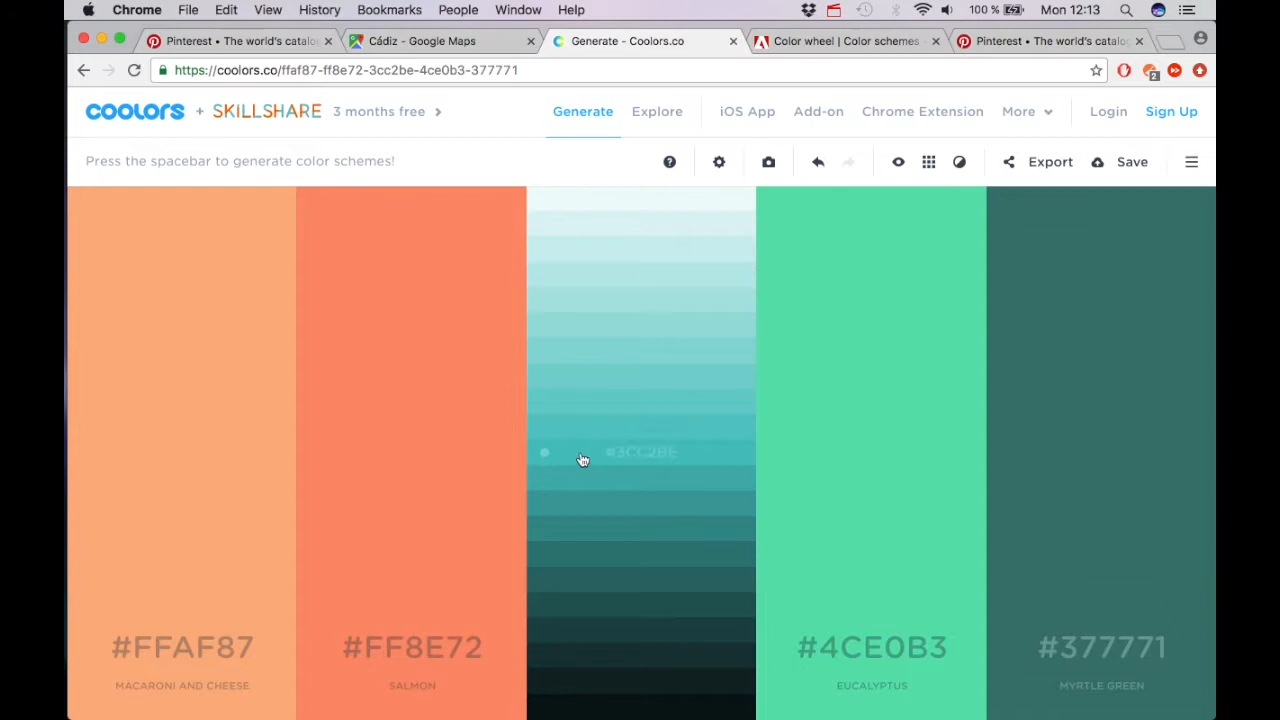 Chrome File Edit View History Bookmarks People Window Help 100 % Mon 12:13
Pinterest • The world's catalog Cádiz - Google Maps Generate - Coolors.co Color wheel | Color schemes - Pinterest • The world's catalog
https://coolors.co/ffaf87-ff8e72-3cc2be-4ce0b3-377771 2
coolors + SKILLSHARE 3 months free Generate Explore iOS App Add-on Chrome Extension More Login Sign Up
Press the spacebar to generate color schemes! Export Save
#3CC2BE
#FFAF87 #FF8E72 #4CE0B3 #377771
MACARONI AND CHEESE SALMON EUCALYPTUS MYRTLE GREEN